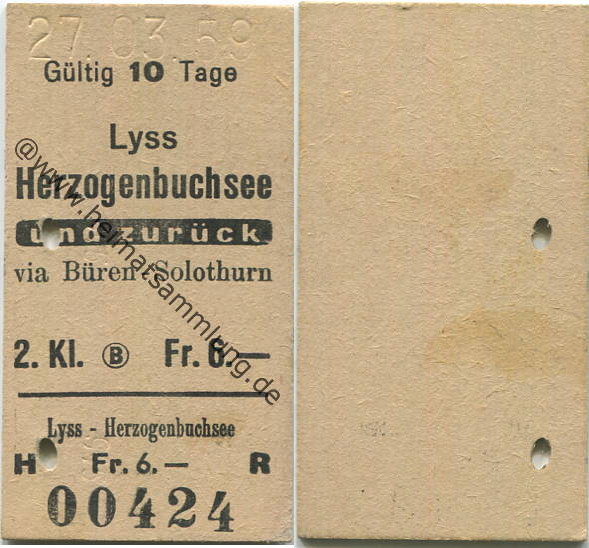 27.03.59
Gültig 10 Tage
Lyss
Herzogenbuchsee
und zurück
via Büren-Solothurn
2. Kl. B Fr. 6.—
Lyss - Herzogenbuchsee
H Fr. 6.— R
00424
@www.heimatsammlung.de